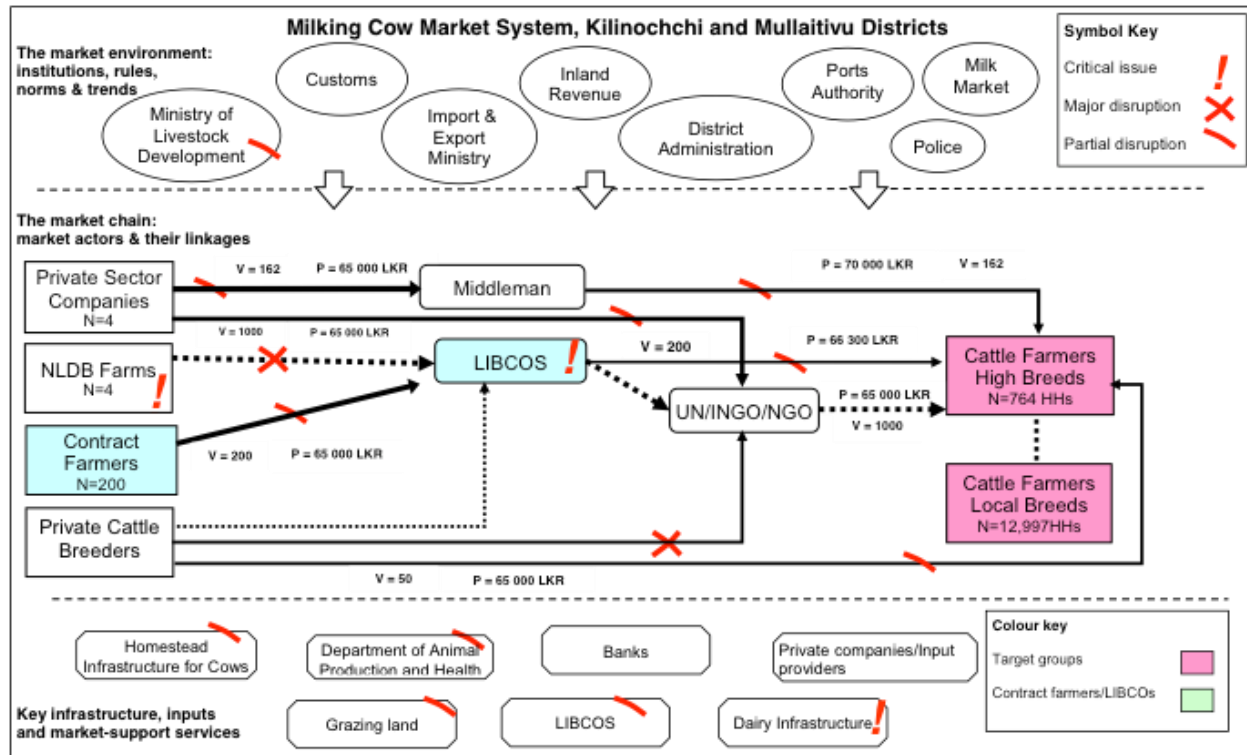 Milking Cow Market System, Kilinochchi and Mullaitivu Districts
The market environment:
institutions, rules,
norms & trends
Customs
Inland
Revenue
Ports
Authority
Milk
Market
Ministry of
Livestock
Development
Import &
Export
Ministry
District
Administration
Police
Symbol Key
Critical issue
Major disruption
Partial disruption
The market chain:
market actors & their linkages
Private Sector
Companies
N=4
V = 162
P = 65 000 LKR
Middleman
P = 70 000 LKR
V = 162
NLDB Farms
N=4
V = 1000
P = 65 000 LKR
LIBCOS
V = 200
P = 66 300 LKR
Cattle Farmers
High Breeds
N=764 HHs
Contract
Farmers
N=200
V = 200
P = 65 000 LKR
UN/INGO/NGO
P = 65 000 LKR
V = 1000
Cattle Farmers
Local Breeds
N=12,997HHs
Private Cattle
Breeders
V = 50
P = 65 000 LKR
Homestead
Infrastructure for Cows
Department of Animal
Production and Health
Banks
Private companies/Input
providers
Key infrastructure, inputs
and market-support services
Grazing land
LIBCOS
Dairy Infrastructure
Colour key
Target groups
Contract farmers/LIBCOs